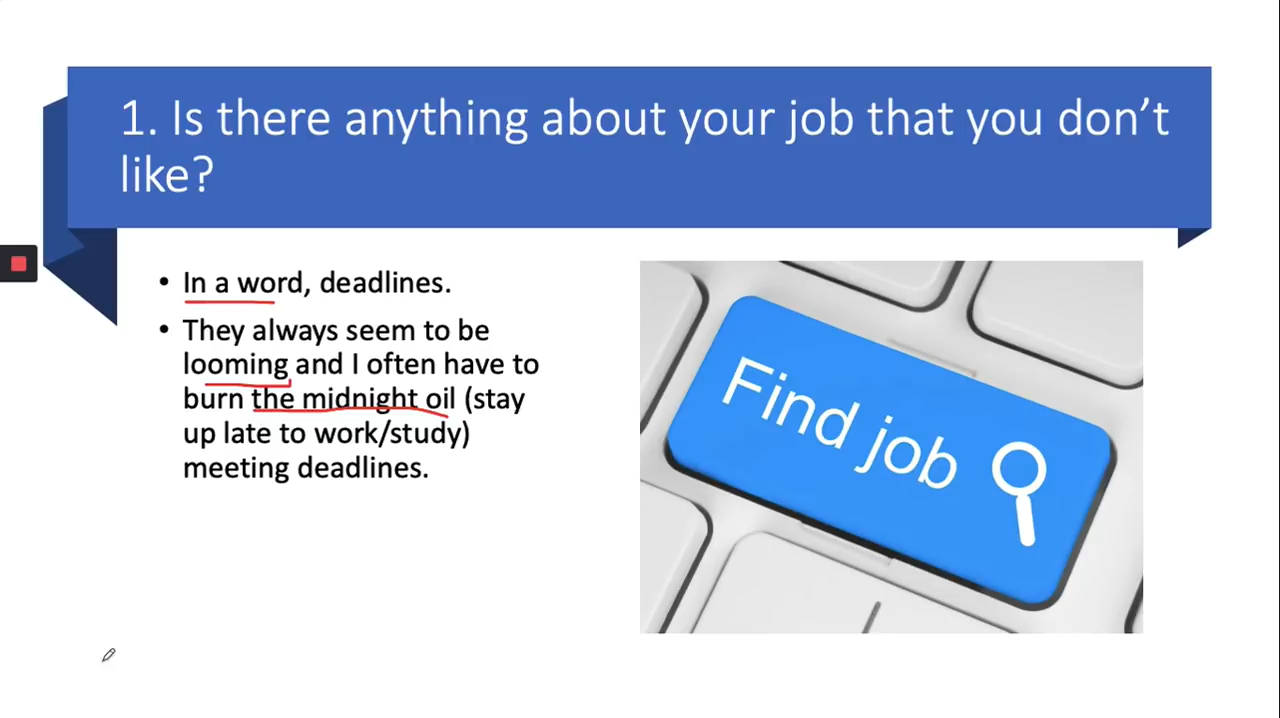 1. Is there anything about your job that you don't
like?
• In a word, deadlines.
• They always seem to be
looming and I often have to
burn the midnight oil (stay
up late to work/study)
meeting deadlines.
Find job